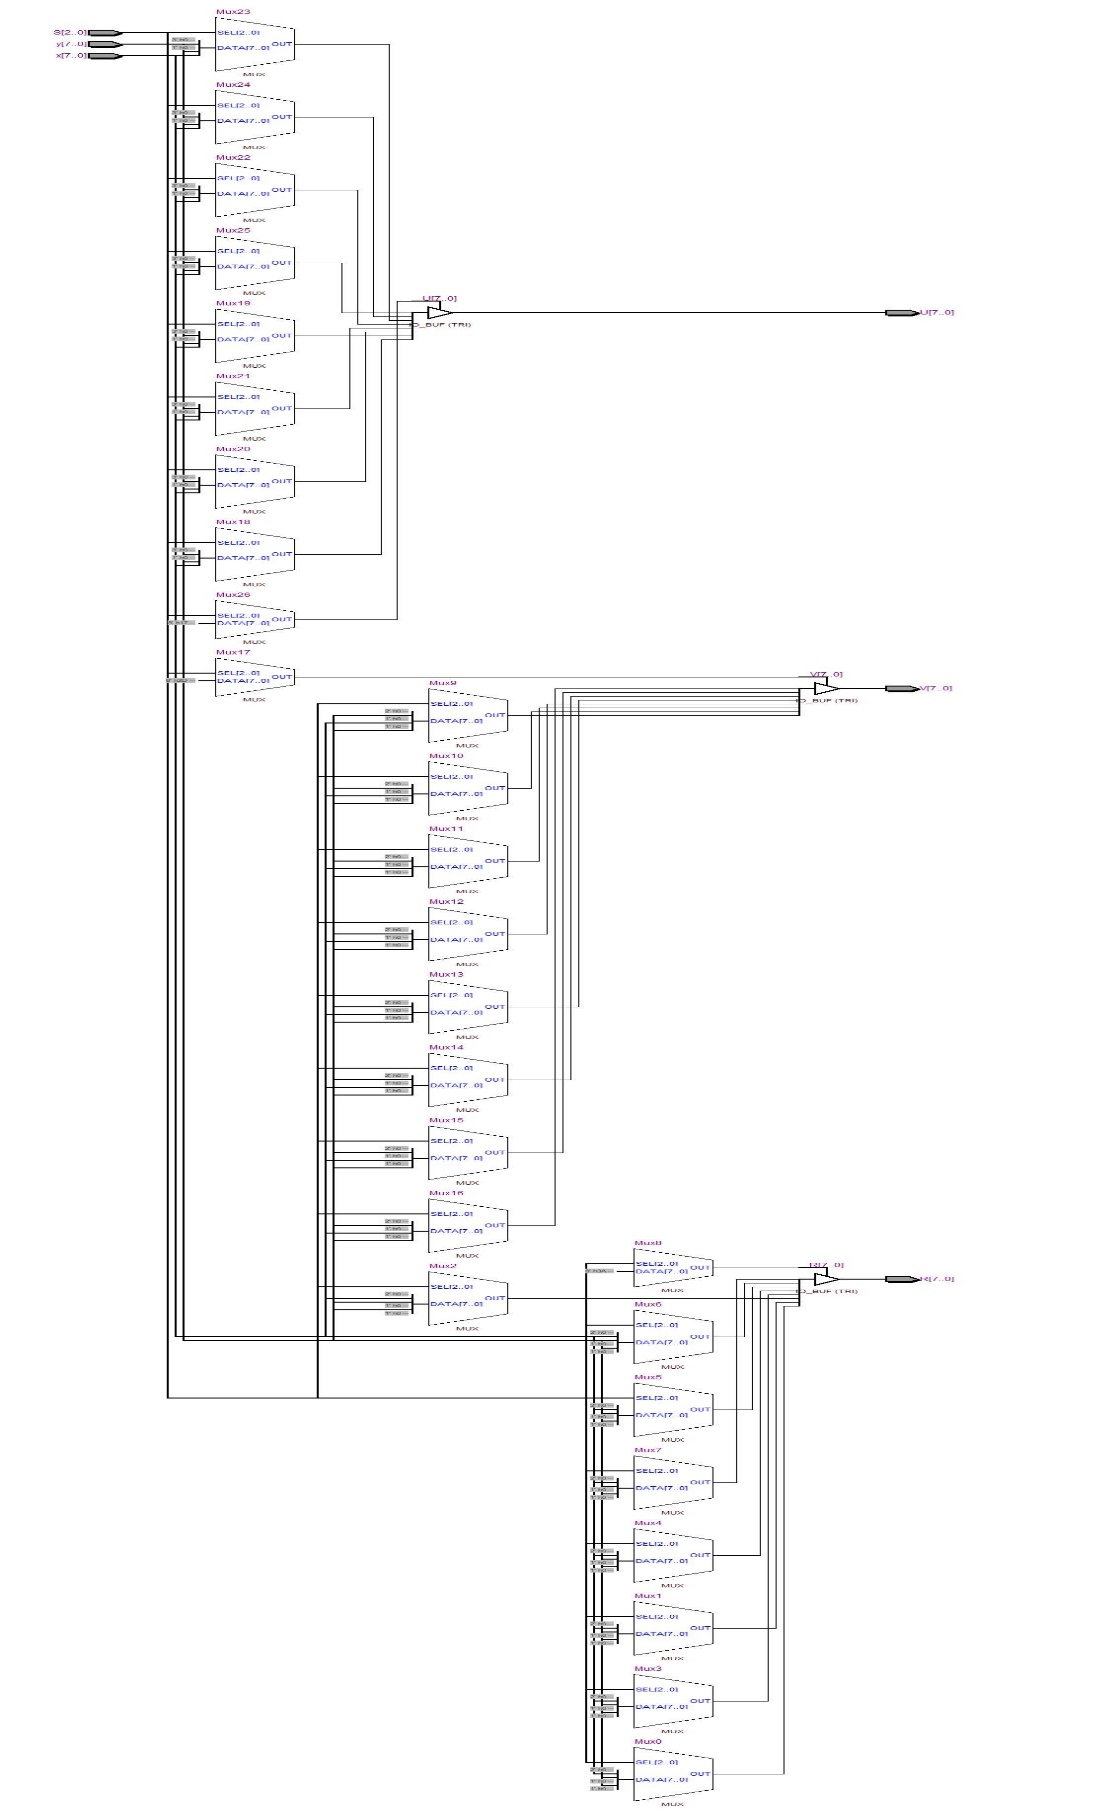 Mux23
S[2..0]
SEL[2..0]
OUT
y[7..0]
DATA[7..0]
x[7..0]
MUX
Mux24
SEL[2..0]
OUT
DATA[7..0]
MUX
Mux22
SEL[2..0]
OUT
DATA[7..0]
MUX
Mux25
SEL[2..0]
OUT
DATA[7..0]
MUX
Mux19
SEL[2..0]
OUT
DATA[7..0]
MUX
U[7..0]
U[7..0]
IO_BUF (TRI)
Mux21
SEL[2..0]
OUT
DATA[7..0]
MUX
Mux20
SEL[2..0]
OUT
DATA[7..0]
MUX
Mux18
SEL[2..0]
OUT
DATA[7..0]
MUX
Mux26
SEL[2..0]
OUT
DATA[7..0]
MUX
Mux17
SEL[2..0]
OUT
DATA[7..0]
MUX
V[7..0]
V[7..0]
IO_BUF (TRI)
Mux9
SEL[2..0]
OUT
DATA[7..0]
MUX
Mux10
SEL[2..0]
OUT
DATA[7..0]
MUX
Mux11
SEL[2..0]
OUT
DATA[7..0]
MUX
Mux12
SEL[2..0]
OUT
DATA[7..0]
MUX
Mux13
SEL[2..0]
OUT
DATA[7..0]
MUX
Mux14
SEL[2..0]
OUT
DATA[7..0]
MUX
Mux15
SEL[2..0]
OUT
DATA[7..0]
MUX
Mux16
SEL[2..0]
OUT
DATA[7..0]
MUX
Mux8
SEL[2..0]
OUT
DATA[7..0]
MUX
R[7..0]
R[7..0]
IO_BUF (TRI)
Mux2
SEL[2..0]
OUT
DATA[7..0]
MUX
Mux6
SEL[2..0]
OUT
DATA[7..0]
MUX
Mux5
SEL[2..0]
OUT
DATA[7..0]
MUX
Mux7
SEL[2..0]
OUT
DATA[7..0]
MUX
Mux4
SEL[2..0]
OUT
DATA[7..0]
MUX
Mux1
SEL[2..0]
OUT
DATA[7..0]
MUX
Mux3
SEL[2..0]
OUT
DATA[7..0]
MUX
Mux0
SEL[2..0]
OUT
DATA[7..0]
MUX